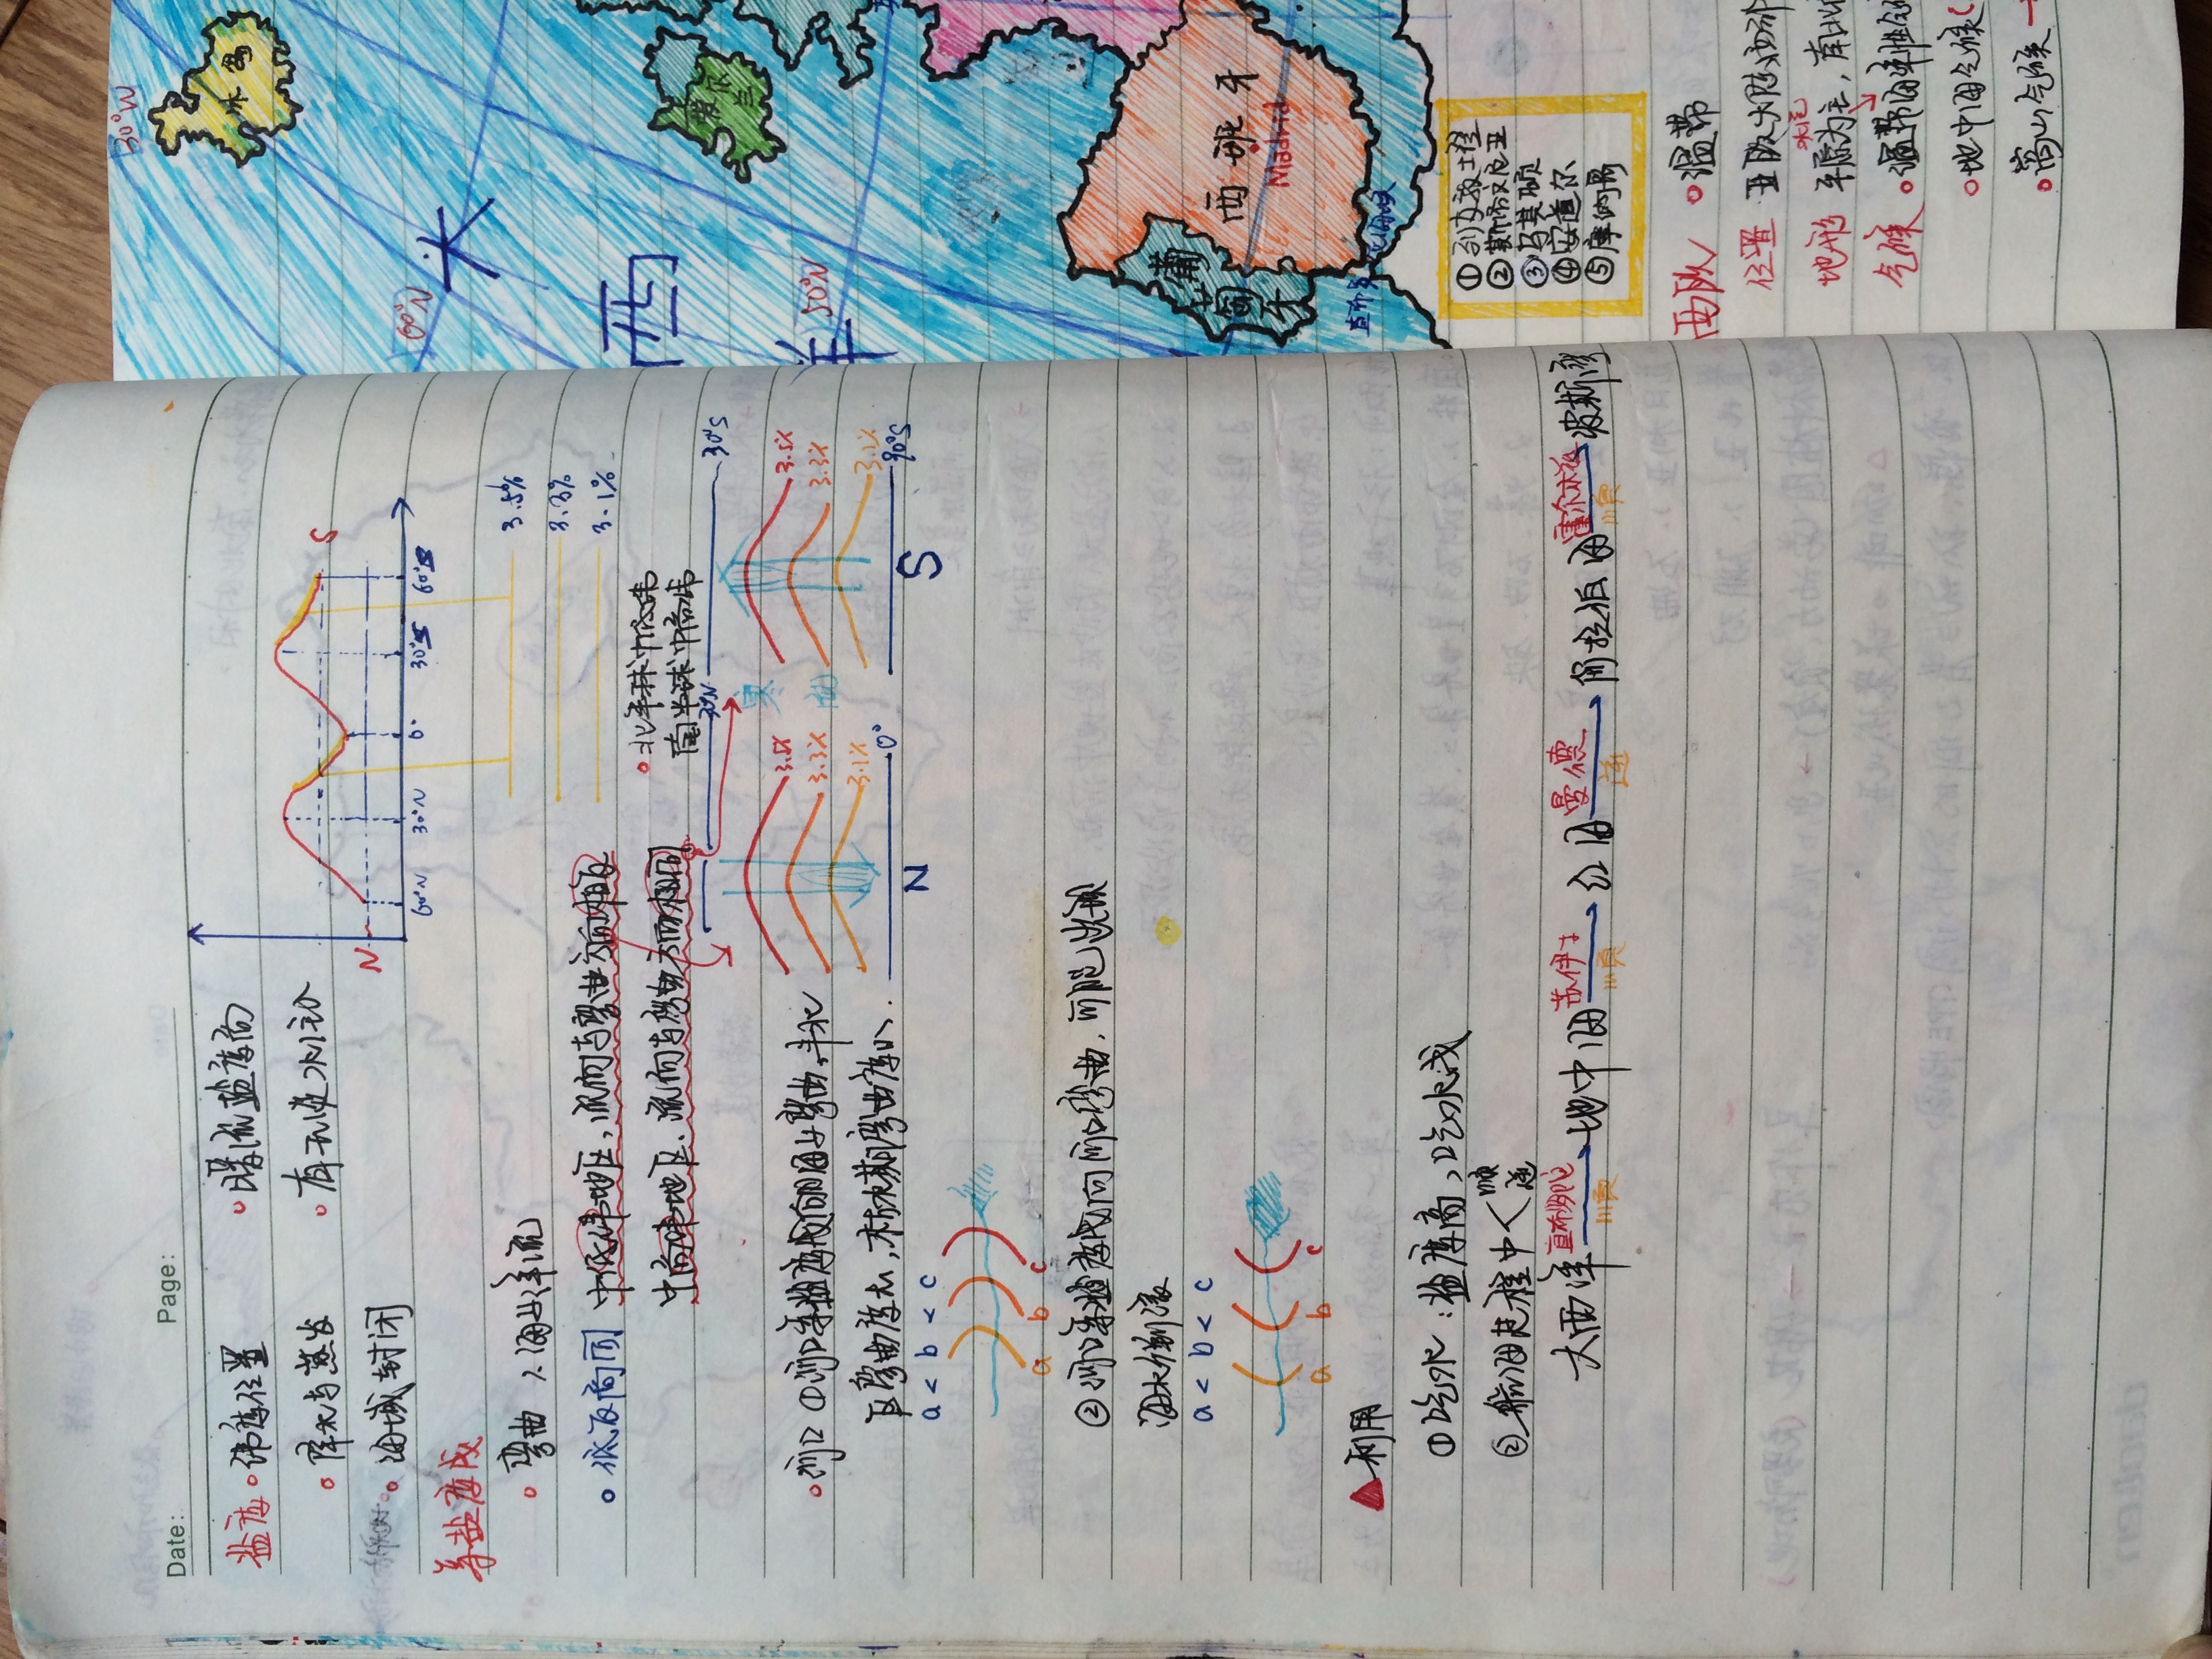 Date:
Page:
盐度 。纬度位置 。暖流盐度高
。降水与蒸发 。有无淡水注入
。海域封闭
N
S
60°N 30°N 0° 30°S 60°S
等盐度线
。弯曲
洋流
3.5%
3.3%
3.1%
。低反高同 中低纬地区,流向与弯曲方向相反
中高纬地区,流向与弯曲方向相同
。北半球中低纬
南半球中高纬
30°N
30°S
寒流
3.5%
3.3%
3.1%
0°
N
3.5%
3.3%
3.1%
90°S
S
。河口 ①河口等盐度线向海上弯曲,丰水
弯曲度大,枯水期弯曲度小.
a < b < c
a b c
②河口等盐度线向河口弯曲,可能出现
海水倒灌
a < b < c
a b c
利用
①吃水:盐度高,吃水浅
②航海过程中 顺 逆
大西洋 直布罗陀 顺 地中海 苏伊士 顺 红海 曼德 逆 阿拉伯海 霍尔木兹 顺 波斯湾
30°W
冰岛
60°N
大
西
洋
爱尔兰
50°N
葡萄牙
西班牙
Madrid
直布罗陀海峡
①列支敦士登
②斯洛文尼亚
③马其顿
④安道尔
⑤摩纳哥
西欧 。温带
位置 亚欧大陆西部
地形 平原为主,南北
气候 。温带海洋性气候
。地中海气候(
。高山气候